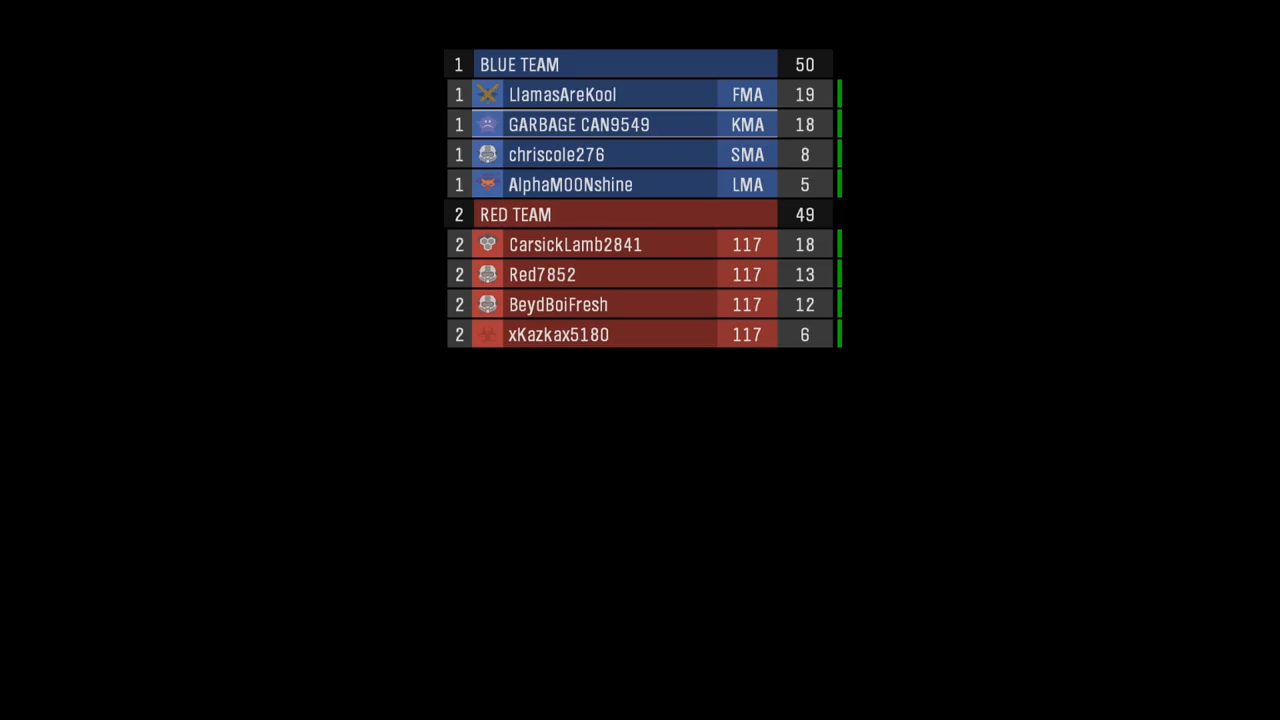 1 BLUE TEAM 50
1 LlamasAreKool FMA 19
1 GARBAGE CAN9549 KMA 18
1 chriscole276 SMA 8
1 AlphaMOONshine LMA 5
2 RED TEAM 49
2 CarsickLamb2841 117 18
2 Red7852 117 13
2 BeydBoiFresh 117 12
2 xKazkax5180 117 6